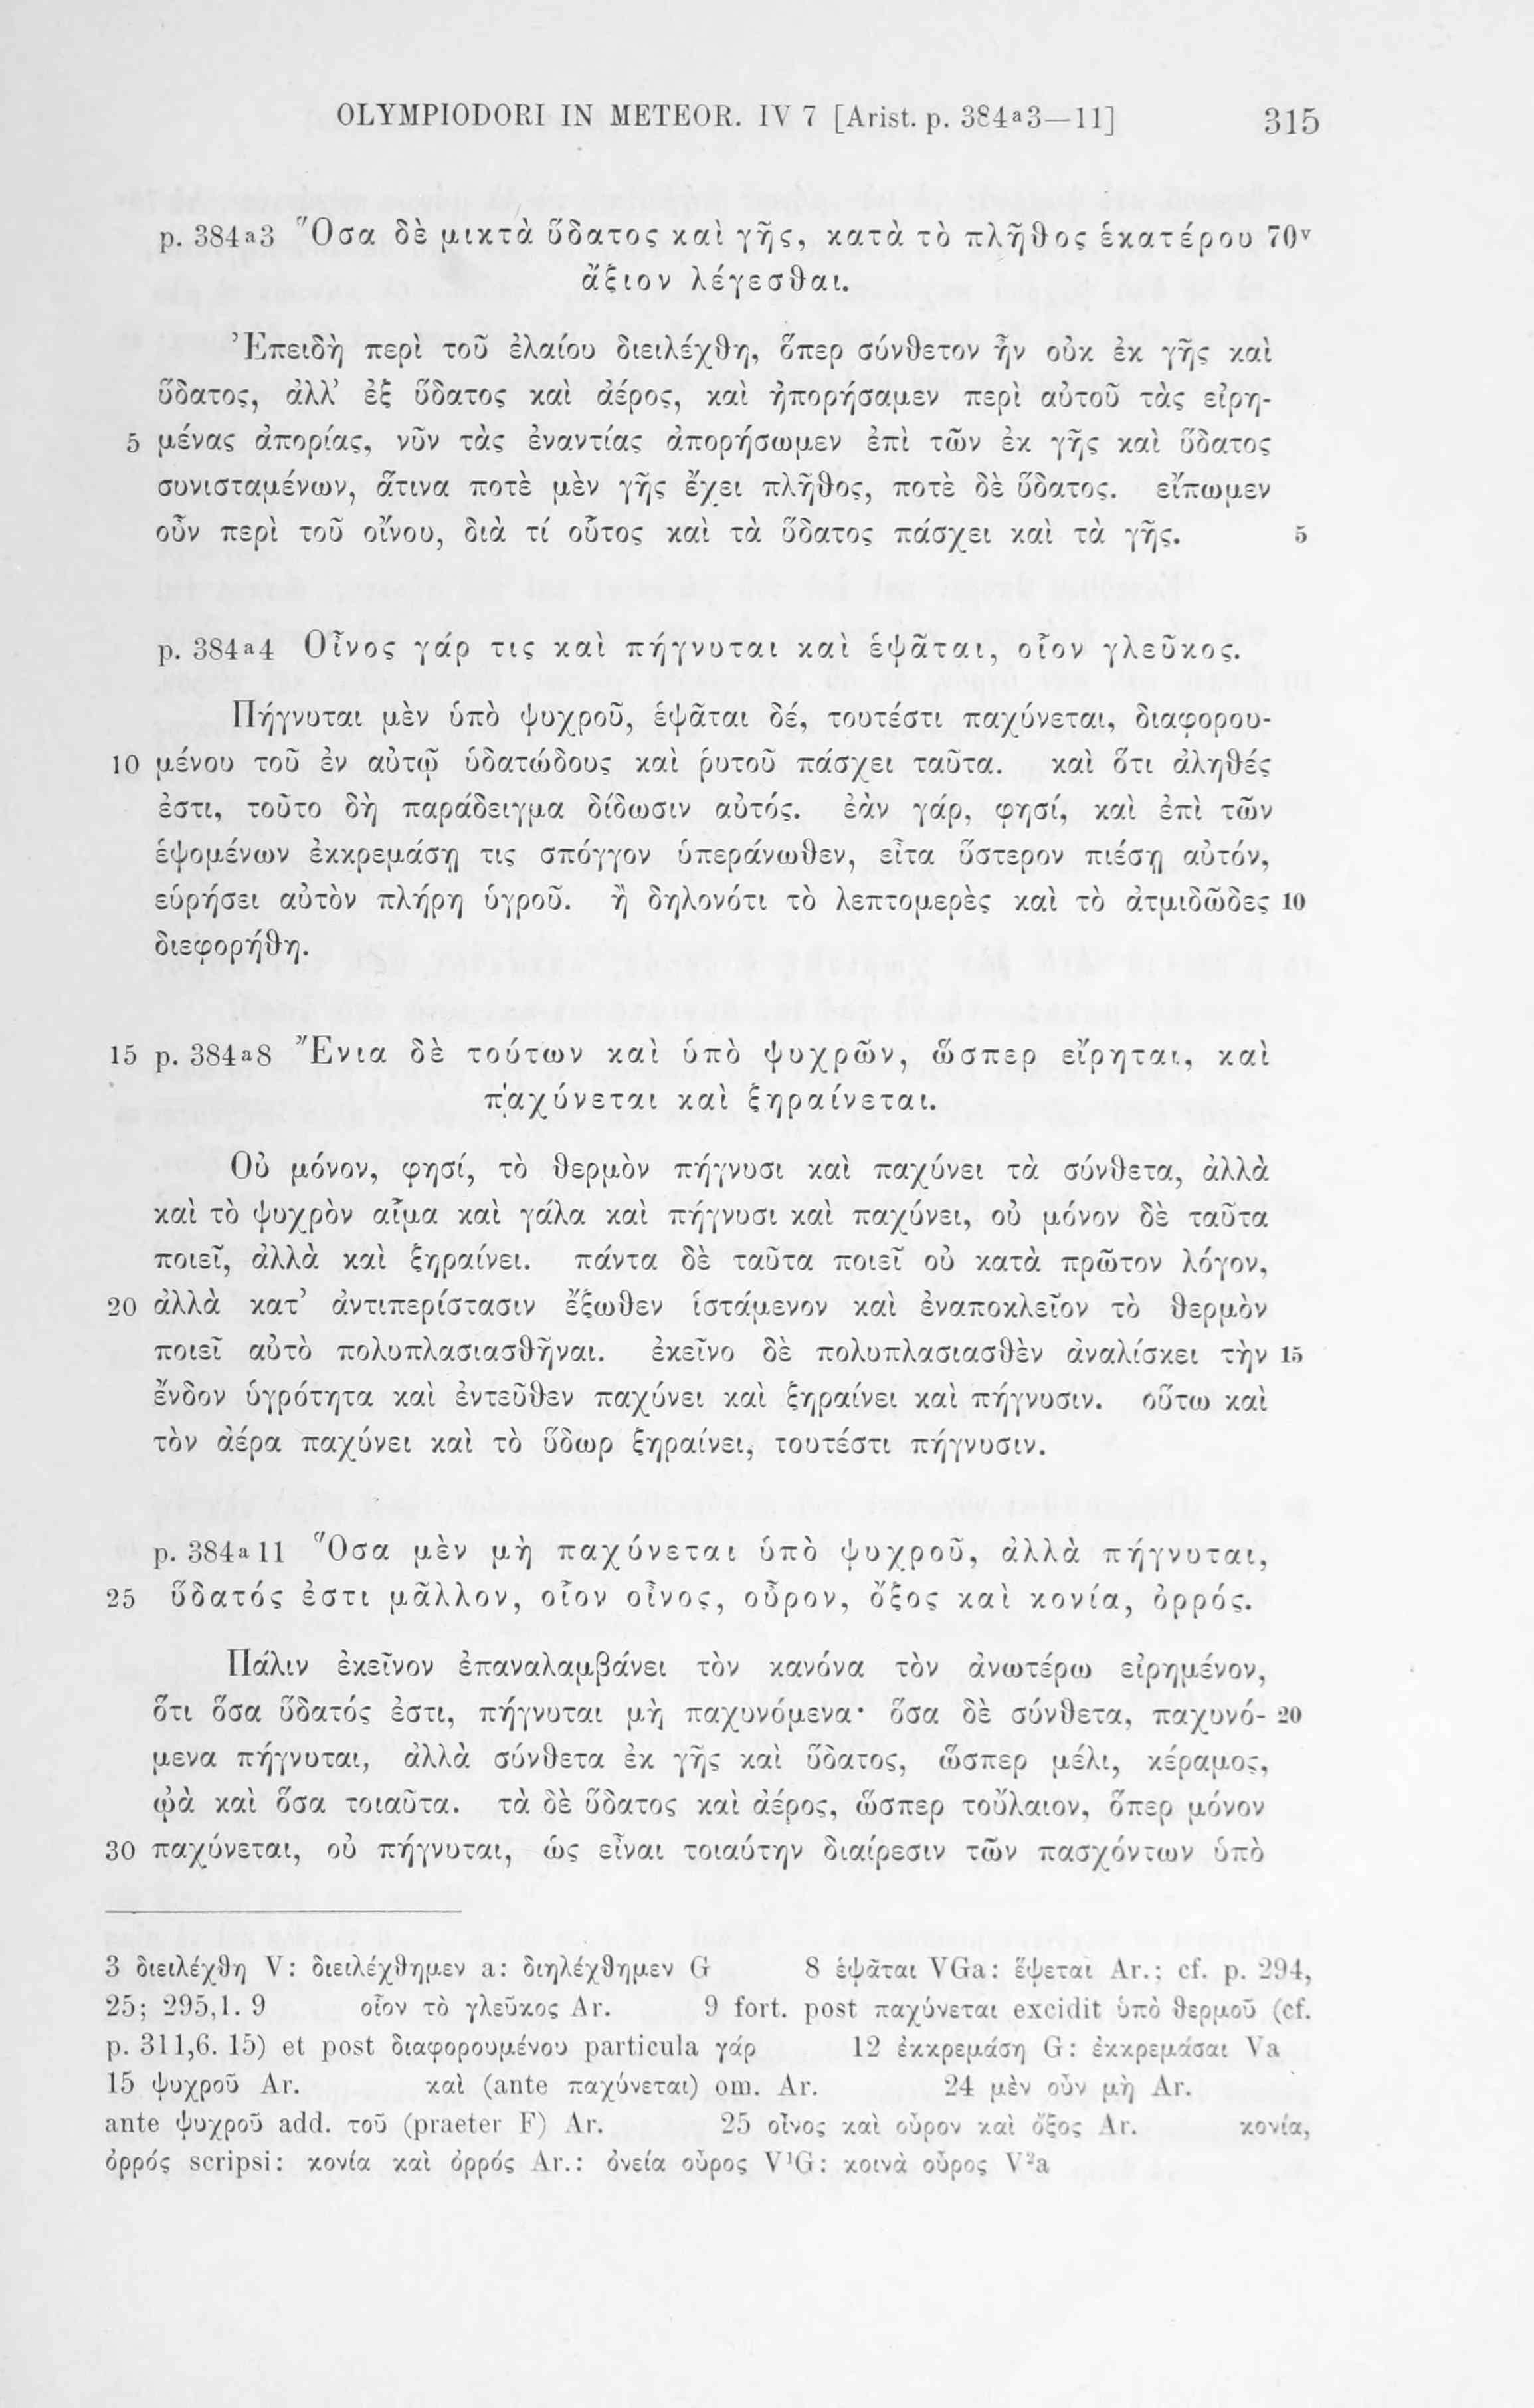 OLYMPIODORI IN METEOR. IV 7 [Arist. p. 384ᵃ3—11] 315
p. 384ᵃ3 Ὅσα δὲ μικτὰ ὕδατος καὶ γῆς, κατὰ τὸ πλῆθος ἑκατέρου 70ᵛ
ἄξιον λέγεσθαι.
Ἐπειδὴ περὶ τοῦ ἐλαίου διειλέχθη, ὅπερ σύνθετον ἦν οὐκ ἐκ γῆς καὶ
ὕδατος, ἀλλ’ ἐξ ὕδατος καὶ ἀέρος, καὶ ἠπορήσαμεν περὶ αὐτοῦ τὰς εἰρη-
5 μένας ἀπορίας, νῦν τὰς ἐναντίας ἀπορήσωμεν ἐπὶ τῶν ἐκ γῆς καὶ ὕδατος
συνισταμένων, ἅτινα ποτὲ μὲν γῆς ἔχει πλῆθος, ποτὲ δὲ ὕδατος. εἴπωμεν
οὖν περὶ τοῦ οἴνου, διὰ τί οὗτος καὶ τὰ ὕδατος πάσχει καὶ τὰ γῆς. 5
p. 384ᵃ4 Οἶνος γάρ τις καὶ πήγνυται καὶ ἑψᾶται, οἷον γλεῦκος.
Πήγνυται μὲν ὑπὸ ψυχροῦ, ἑψᾶται δέ, τουτέστι παχύνεται, διαφορου-
10 μένου τοῦ ἐν αὐτῷ ὑδατώδους καὶ ῥυτοῦ πάσχει ταῦτα. καὶ ὅτι ἀληθές
ἐστι, τοῦτο δὴ παράδειγμα δίδωσιν αὐτός. ἐὰν γάρ, φησί, καὶ ἐπὶ τῶν
ἑψομένων ἐκκρεμάσῃ τις σπόγγον ὑπεράνωθεν, εἶτα ὕστερον πιέσῃ αὐτόν,
εὑρήσει αὐτὸν πλήρη ὑγροῦ. ἢ δηλονότι τὸ λεπτομερὲς καὶ τὸ ἀτμιδῶδες 10
διεφορήθη.
15 p. 384ᵃ8 Ἔνια δὲ τούτων καὶ ὑπὸ ψυχρῶν, ὥσπερ εἴρηται, καὶ
παχύνεται καὶ ξηραίνεται.
Οὐ μόνον, φησί, τὸ θερμὸν πήγνυσι καὶ παχύνει τὰ σύνθετα, ἀλλὰ
καὶ τὸ ψυχρὸν αἷμα καὶ γάλα καὶ πήγνυσι καὶ παχύνει, οὐ μόνον δὲ ταῦτα
ποιεῖ, ἀλλὰ καὶ ξηραίνει. πάντα δὲ ταῦτα ποιεῖ οὐ κατὰ πρῶτον λόγον,
20 ἀλλὰ κατ’ ἀντιπερίστασιν ἔξωθεν ἱστάμενον καὶ ἐναποκλεῖον τὸ θερμὸν
ποιεῖ αὐτὸ πολυπλασιασθῆναι. ἐκεῖνο δὲ πολυπλασιασθὲν ἀναλίσκει τὴν 15
ἔνδον ὑγρότητα καὶ ἐντεῦθεν παχύνει καὶ ξηραίνει καὶ πήγνυσιν. οὕτω καὶ
τὸν ἀέρα παχύνει καὶ τὸ ὕδωρ ξηραίνει, τουτέστι πήγνυσιν.
p. 384ᵃ11 Ὅσα μὲν μὴ παχύνεται ὑπὸ ψυχροῦ, ἀλλὰ πήγνυται,
25 ὕδατός ἐστι μᾶλλον, οἷον οἶνος, οὖρον, ὄξος καὶ κονία, ὀρρός.
Πάλιν ἐκεῖνον ἐπαναλαμβάνει τὸν κανόνα τὸν ἀνωτέρω εἰρημένον,
ὅτι ὅσα ὕδατός ἐστι, πήγνυται μὴ παχυνόμενα· ὅσα δὲ σύνθετα, παχυνό- 20
μενα πήγνυται, ἀλλὰ σύνθετα ἐκ γῆς καὶ ὕδατος, ὥσπερ μέλι, κέραμος,
ᾠὰ καὶ ὅσα τοιαῦτα. τὰ δὲ ὕδατος καὶ ἀέρος, ὥσπερ τοὔλαιον, ὅπερ μόνον
30 παχύνεται, οὐ πήγνυται, ὡς εἶναι τοιαύτην διαίρεσιν τῶν πασχόντων ὑπὸ
3 διειλέχθη V: διειλέχθημεν a: διηλέχθημεν G 8 ἑψᾶται VGa: ἕψεται Ar.; cf. p. 294,
25; 295,1. 9 οἷον τὸ γλεῦκος Ar. 9 fort. post παχύνεται excidit ὑπὸ θερμοῦ (cf.
p. 311,6. 15) et post διαφορουμένου particula γάρ 12 ἐκκρεμάση G: ἐκκρεμάσαι Va
15 ψυχροῦ Ar. καὶ (ante παχύνεται) om. Ar. 24 μὲν οὖν μὴ Ar.
ante ψυχροῦ add. τοῦ (praeter F) Ar. 25 οἶνος καὶ οὖρον καὶ ὄξος Ar. κονία,
ὀρρός scripsi: κονία καὶ ὀρρός Ar.: ὀνεία οὖρος V¹G: κοινὰ οὖρος V²a